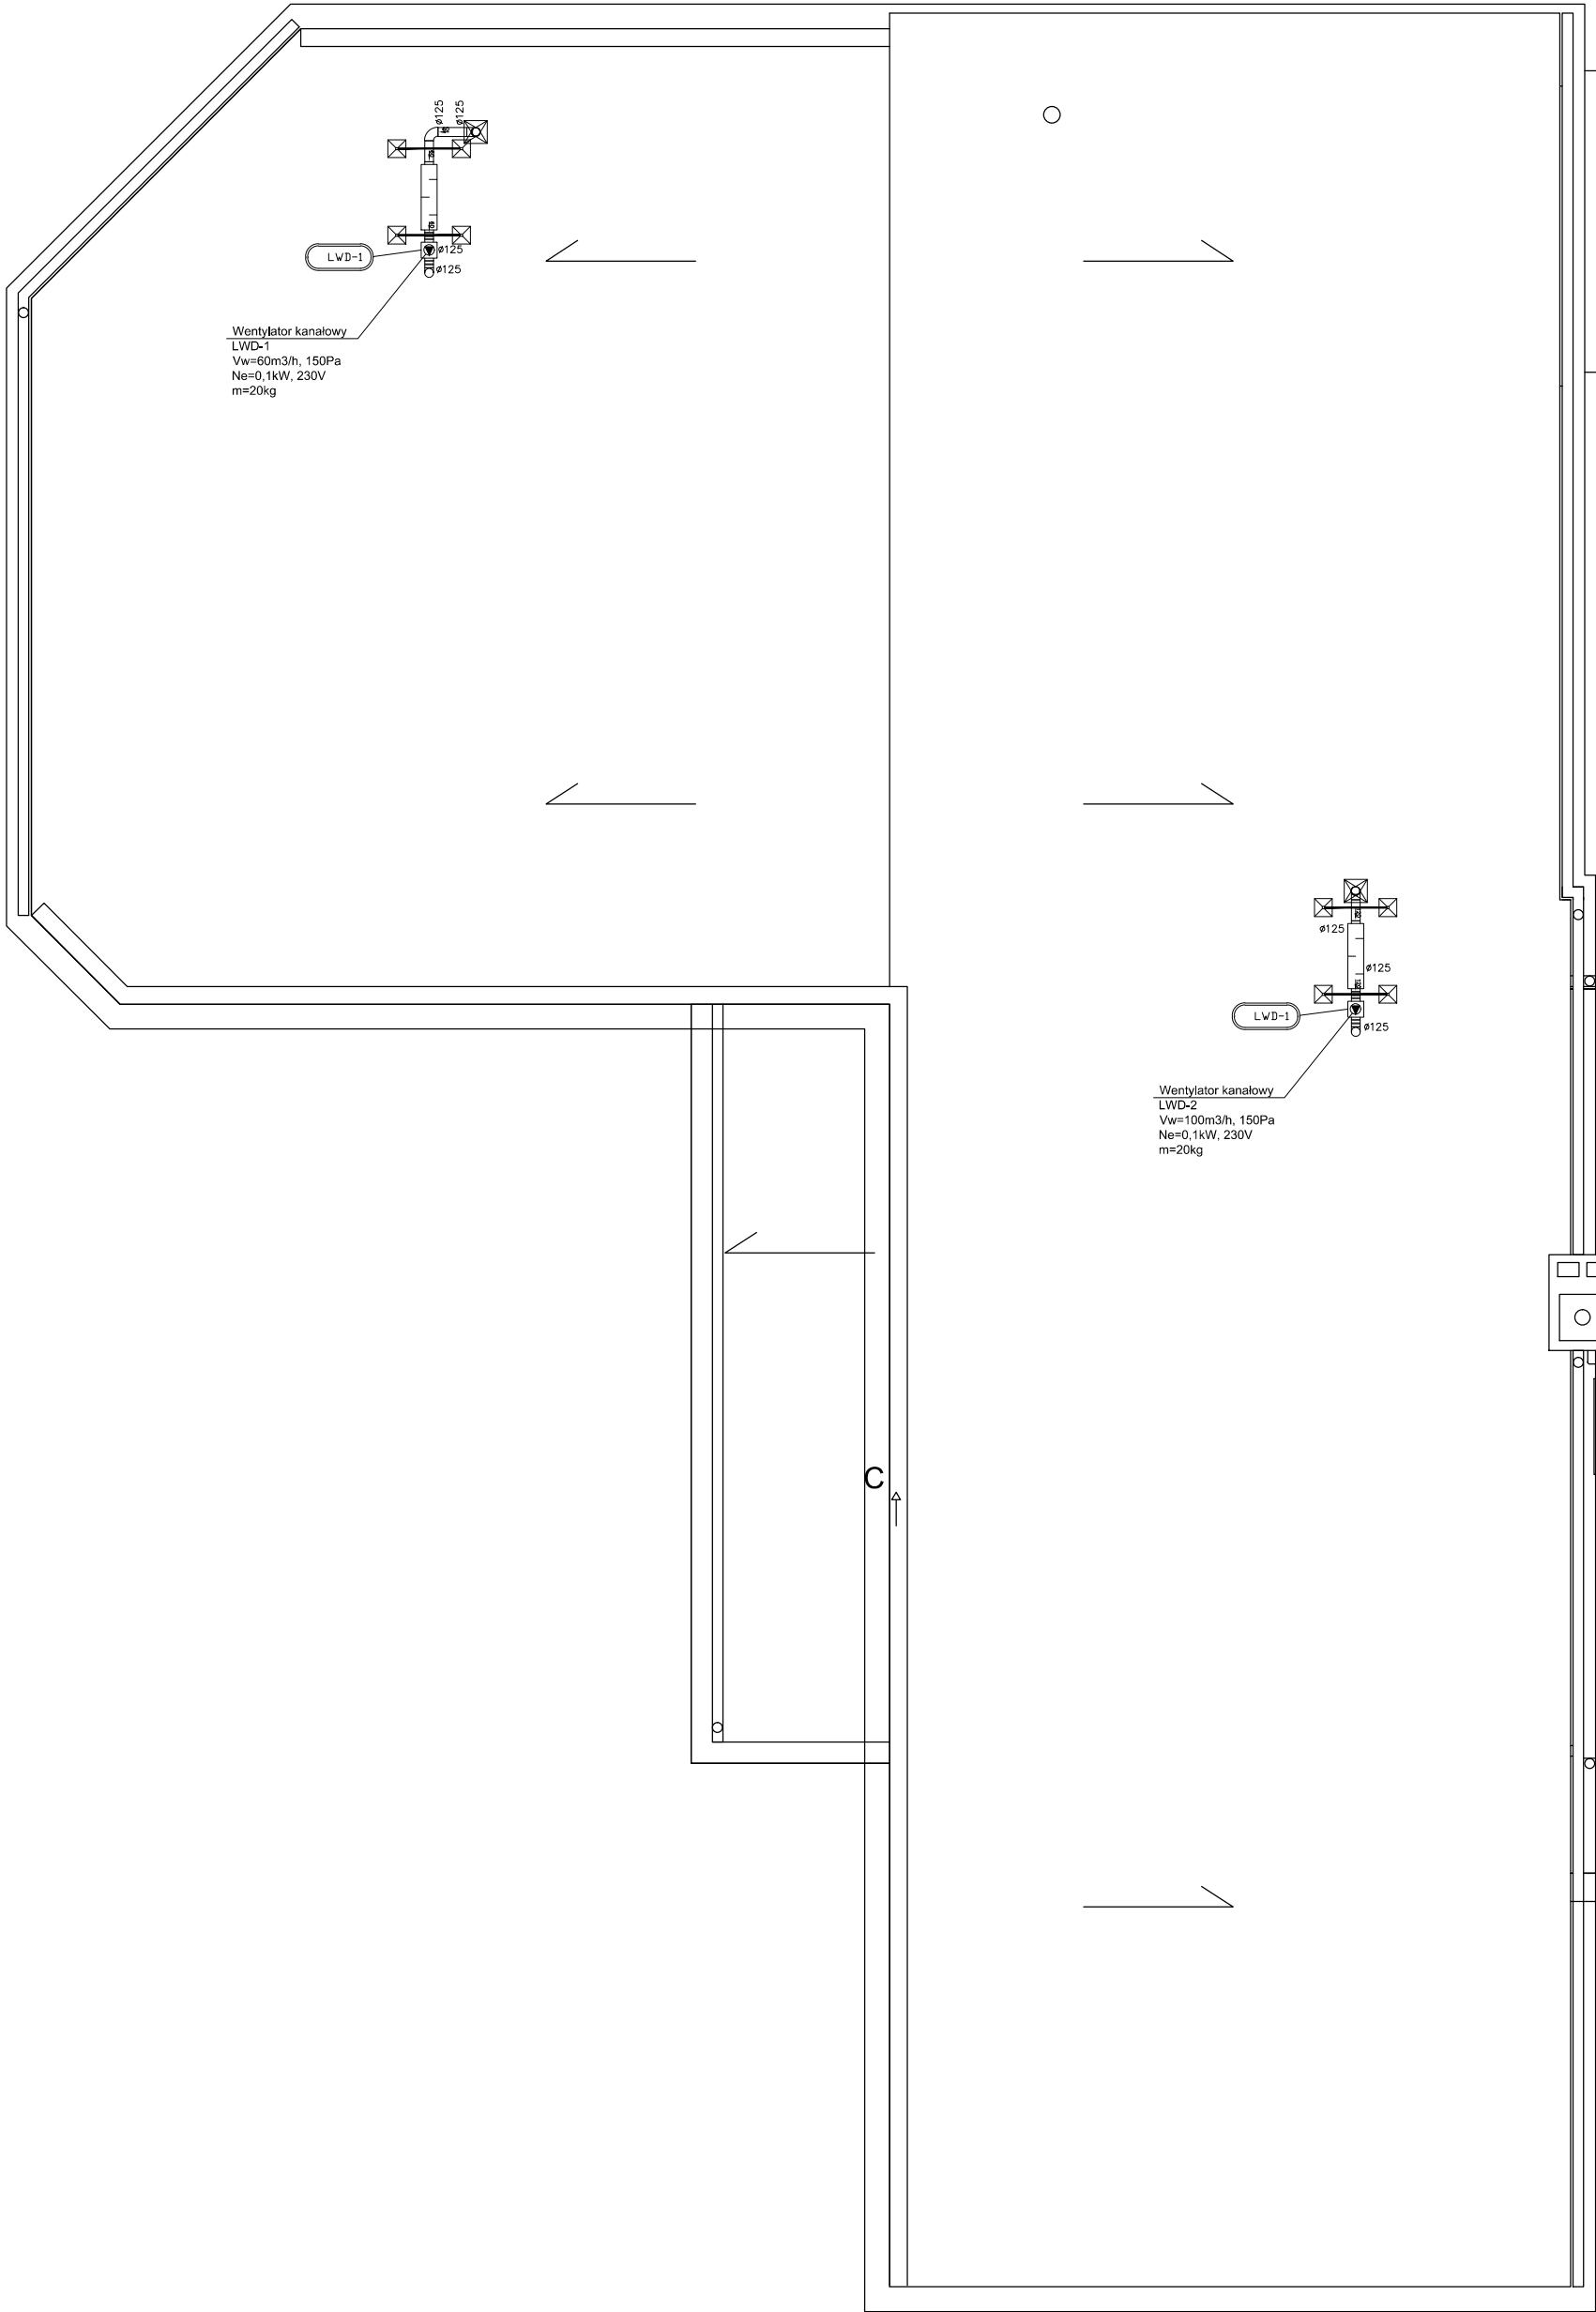 ø125
ø125
LWD-1
ø125
ø125
Wentylator kanałowy
LWD-1
Vw=60m3/h, 150Pa
Ne=0,1kW, 230V
m=20kg
ø125
ø125
LWD-1
ø125
Wentylator kanałowy
LWD-2
Vw=100m3/h, 150Pa
Ne=0,1kW, 230V
m=20kg
C